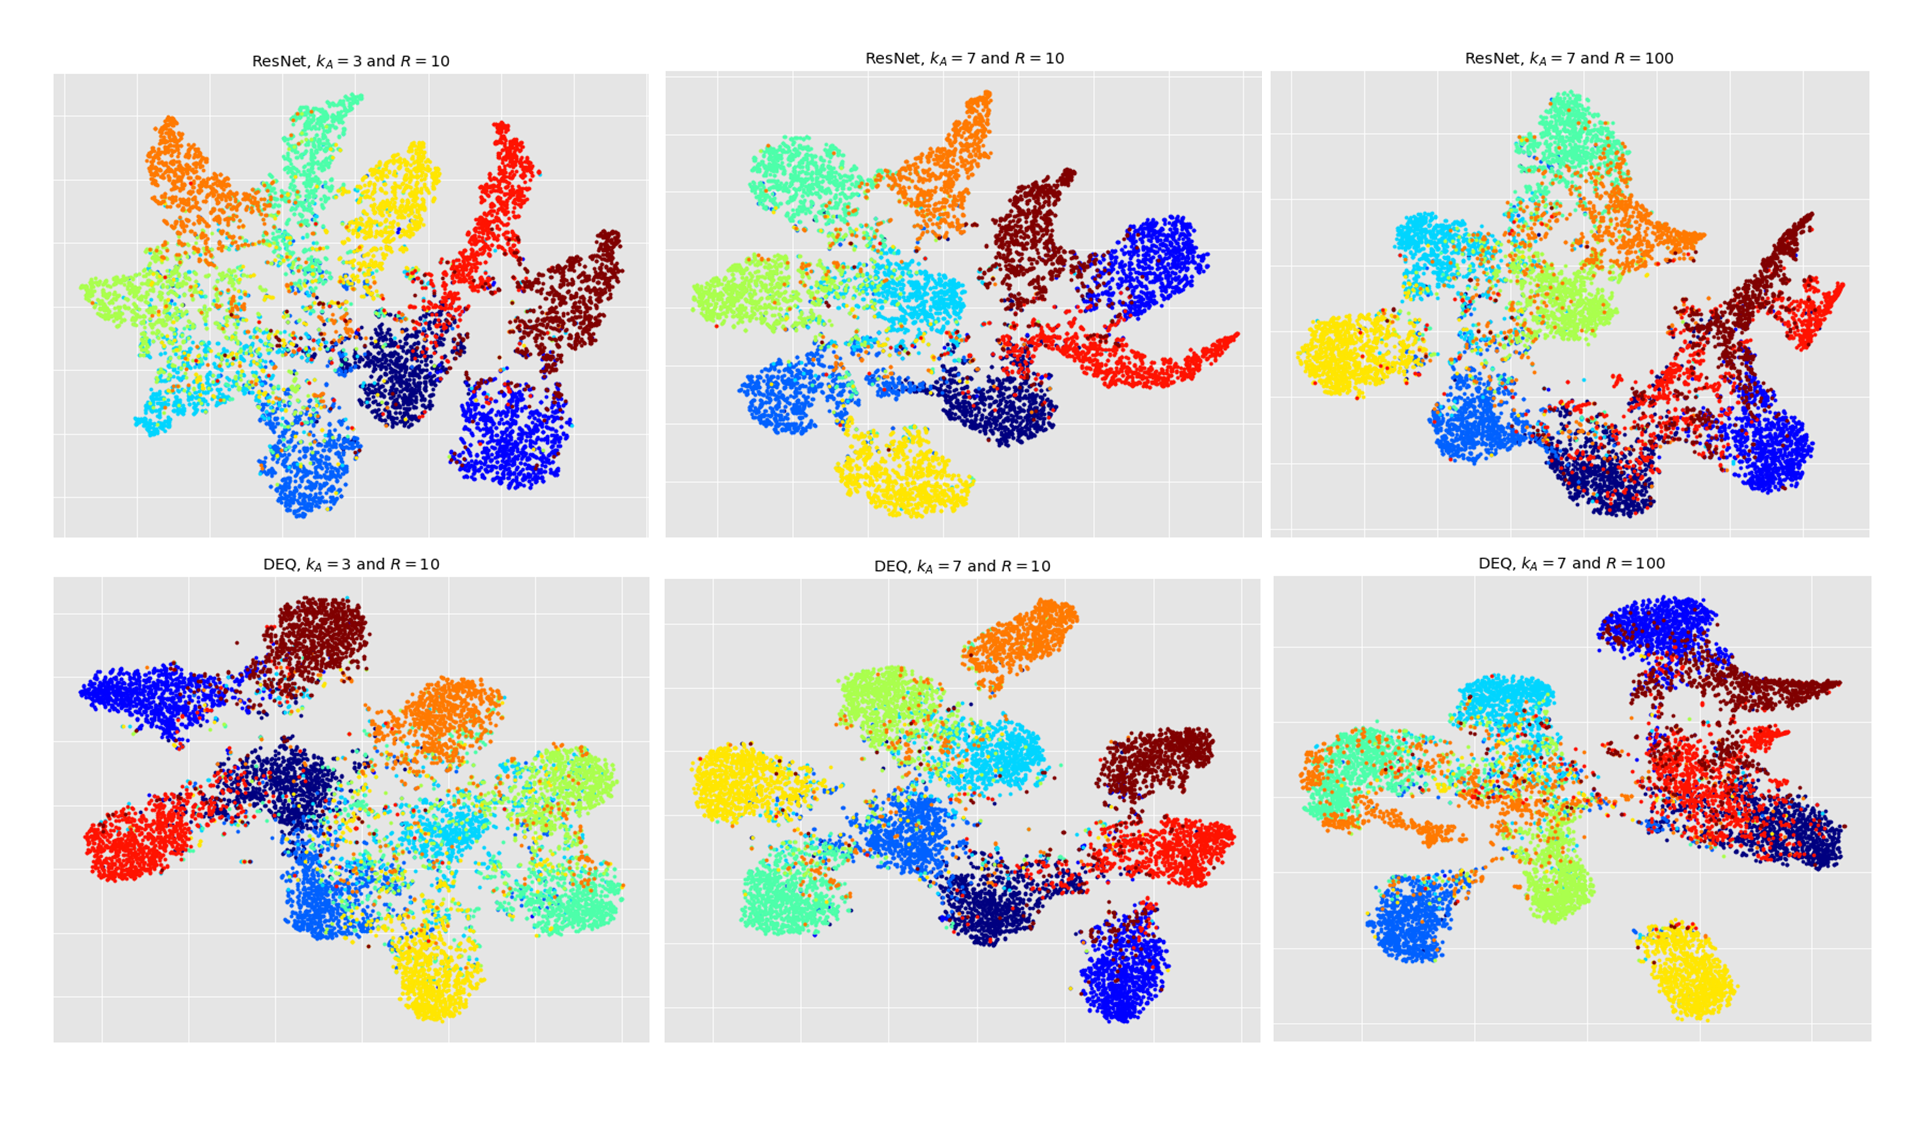 ResNet, k_A = 3 and R = 10
ResNet, k_A = 7 and R = 10
ResNet, k_A = 7 and R = 100
DEQ, k_A = 3 and R = 10
DEQ, k_A = 7 and R = 10
DEQ, k_A = 7 and R = 100